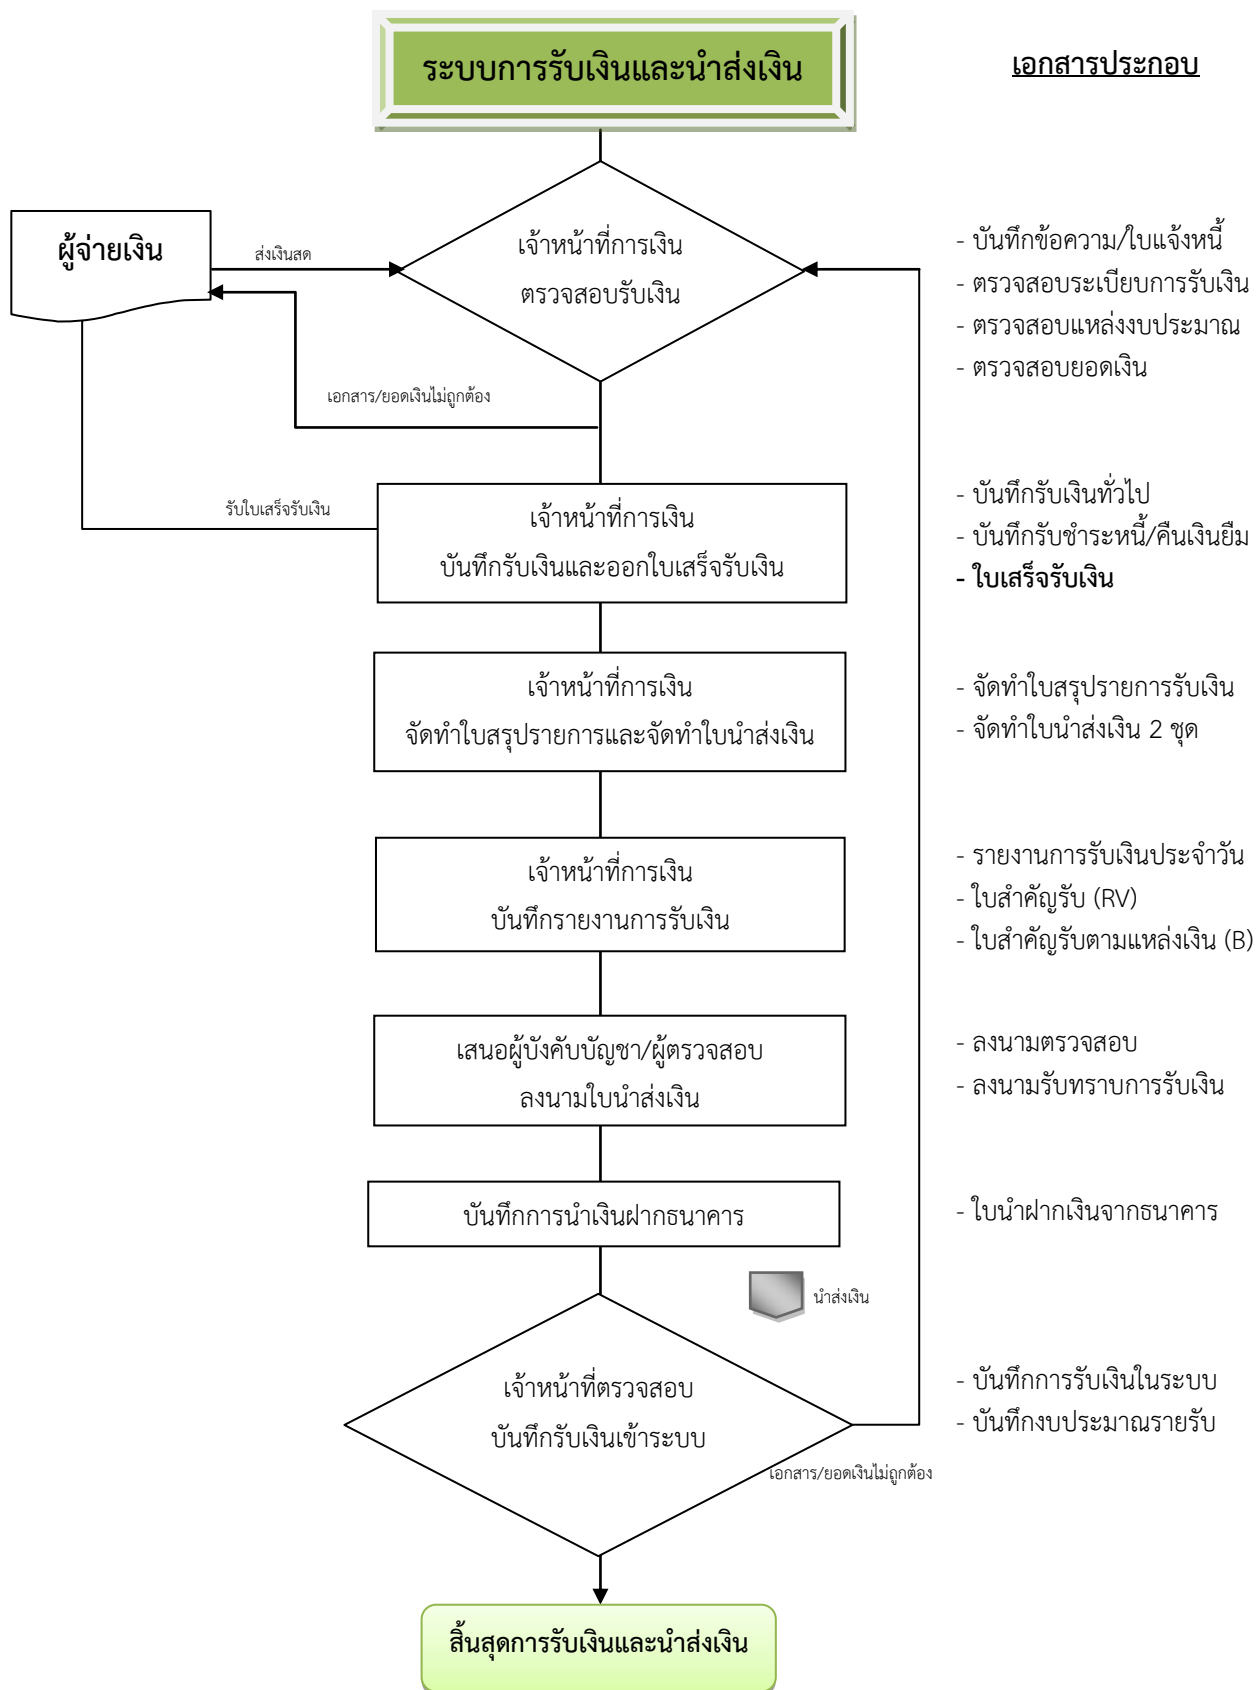 ระบบการรับเงินและนำส่งเงิน
เอกสารประกอบ
ผู้จ่ายเงิน
ส่งเงินสด
เจ้าหน้าที่การเงิน
ตรวจสอบรับเงิน
- บันทึกข้อความ/ใบแจ้งหนี้
- ตรวจสอบระเบียบการรับเงิน
- ตรวจสอบแหล่งงบประมาณ
- ตรวจสอบยอดเงิน
เอกสาร/ยอดเงินไม่ถูกต้อง
รับใบเสร็จรับเงิน
เจ้าหน้าที่การเงิน
บันทึกรับเงินและออกใบเสร็จรับเงิน
- บันทึกรับเงินทั่วไป
- บันทึกรับชำระหนี้/คืนเงินยืม
- ใบเสร็จรับเงิน
เจ้าหน้าที่การเงิน
จัดทำใบสรุปรายการและจัดทำใบนำส่งเงิน
- จัดทำใบสรุปรายการรับเงิน
- จัดทำใบนำส่งเงิน 2 ชุด
เจ้าหน้าที่การเงิน
บันทึกรายงานการรับเงิน
- รายงานการรับเงินประจำวัน
- ใบสำคัญรับ (RV)
- ใบสำคัญรับตามแหล่งเงิน (B)
เสนอผู้บังคับบัญชา/ผู้ตรวจสอบ
ลงนามใบนำส่งเงิน
- ลงนามตรวจสอบ
- ลงนามรับทราบการรับเงิน
บันทึกการนำเงินฝากธนาคาร
- ใบนำฝากเงินจากธนาคาร
นำส่งเงิน
เจ้าหน้าที่ตรวจสอบ
บันทึกรับเงินเข้าระบบ
- บันทึกการรับเงินในระบบ
- บันทึกงบประมาณรายรับ
เอกสาร/ยอดเงินไม่ถูกต้อง
สิ้นสุดการรับเงินและนำส่งเงิน